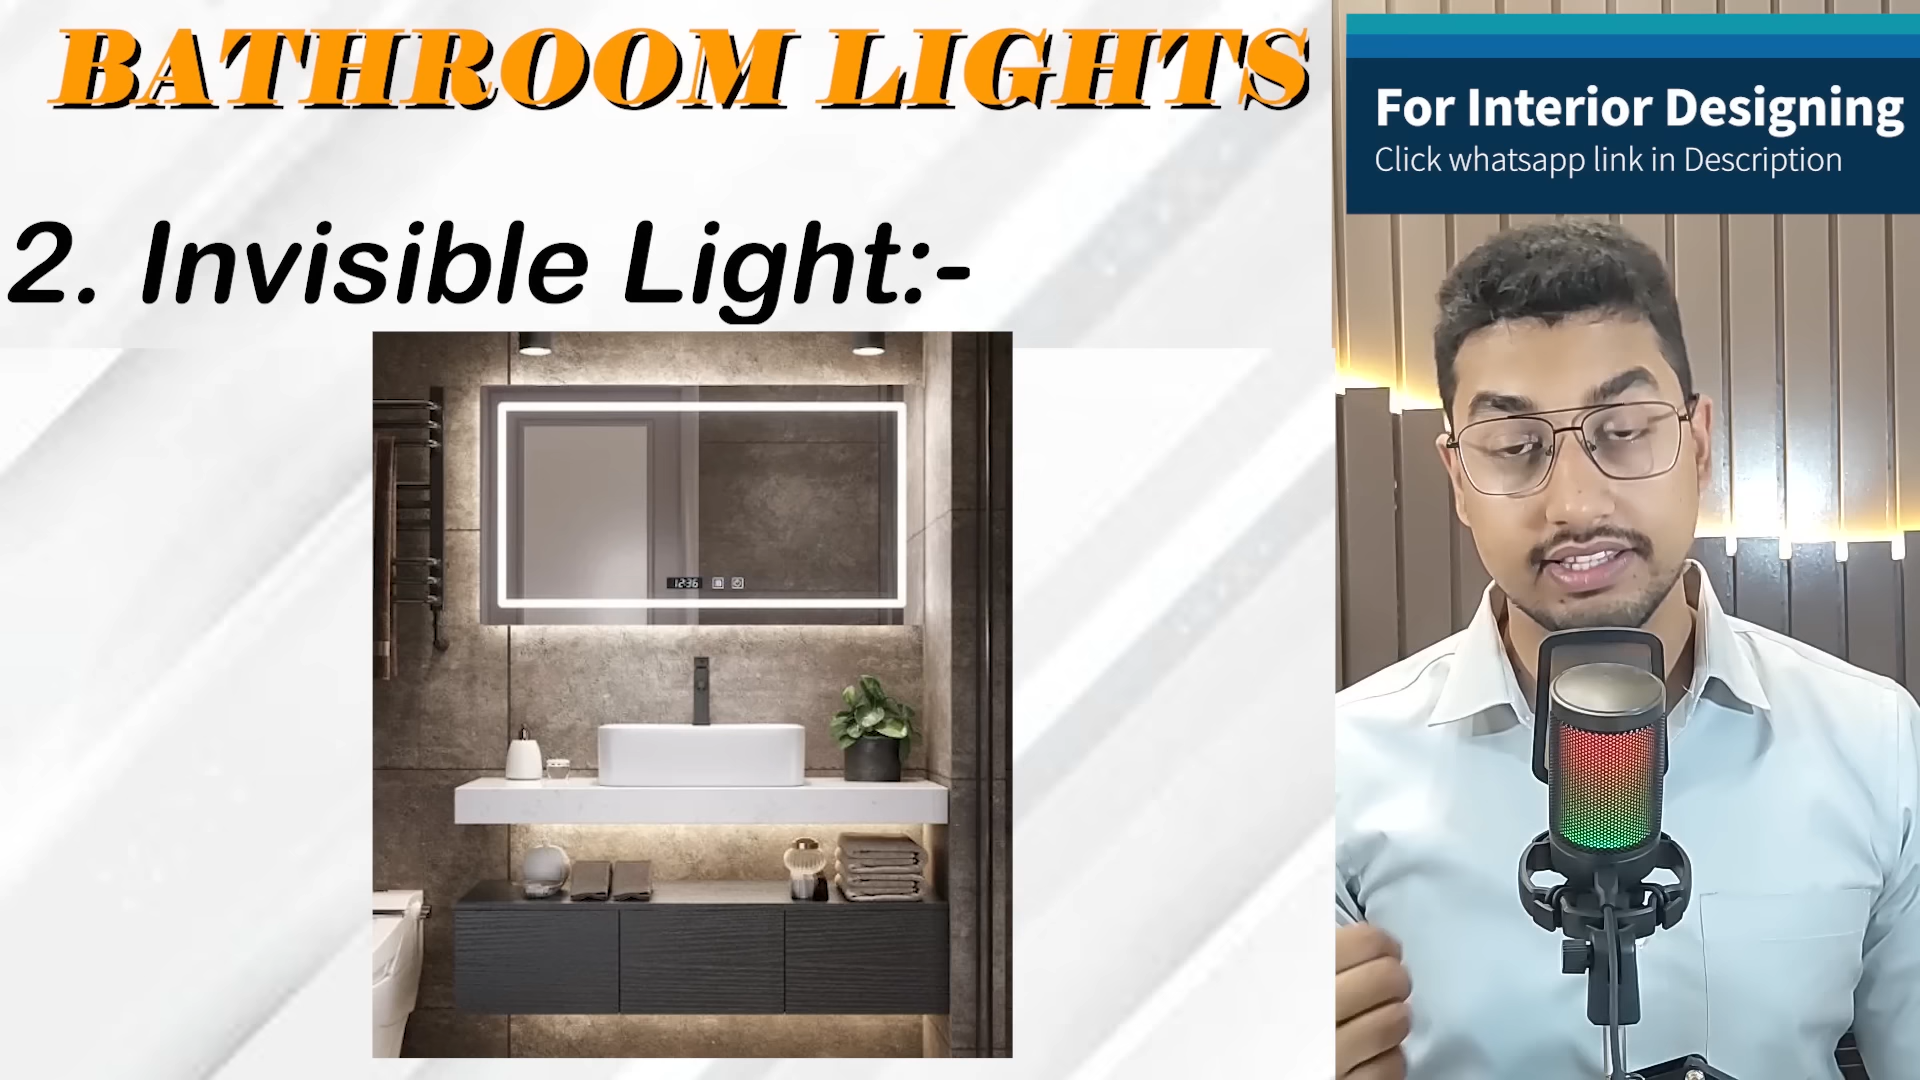 BATHROOM LIGHTS
For Interior Designing
Click whatsapp link in Description
2. Invisible Light:-
12:36